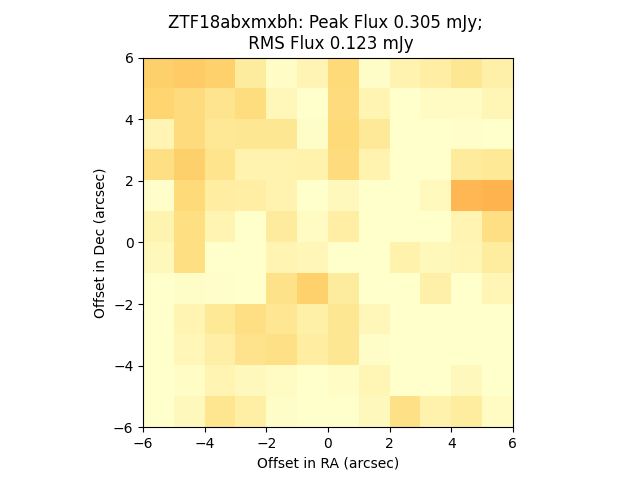 ZTF18abxmxbh: Peak Flux 0.305 mJy;
RMS Flux 0.123 mJy
6
4
2
0
−2
−4
−6
Offset in Dec (arcsec)
−6 −4 −2 0 2 4 6
Offset in RA (arcsec)